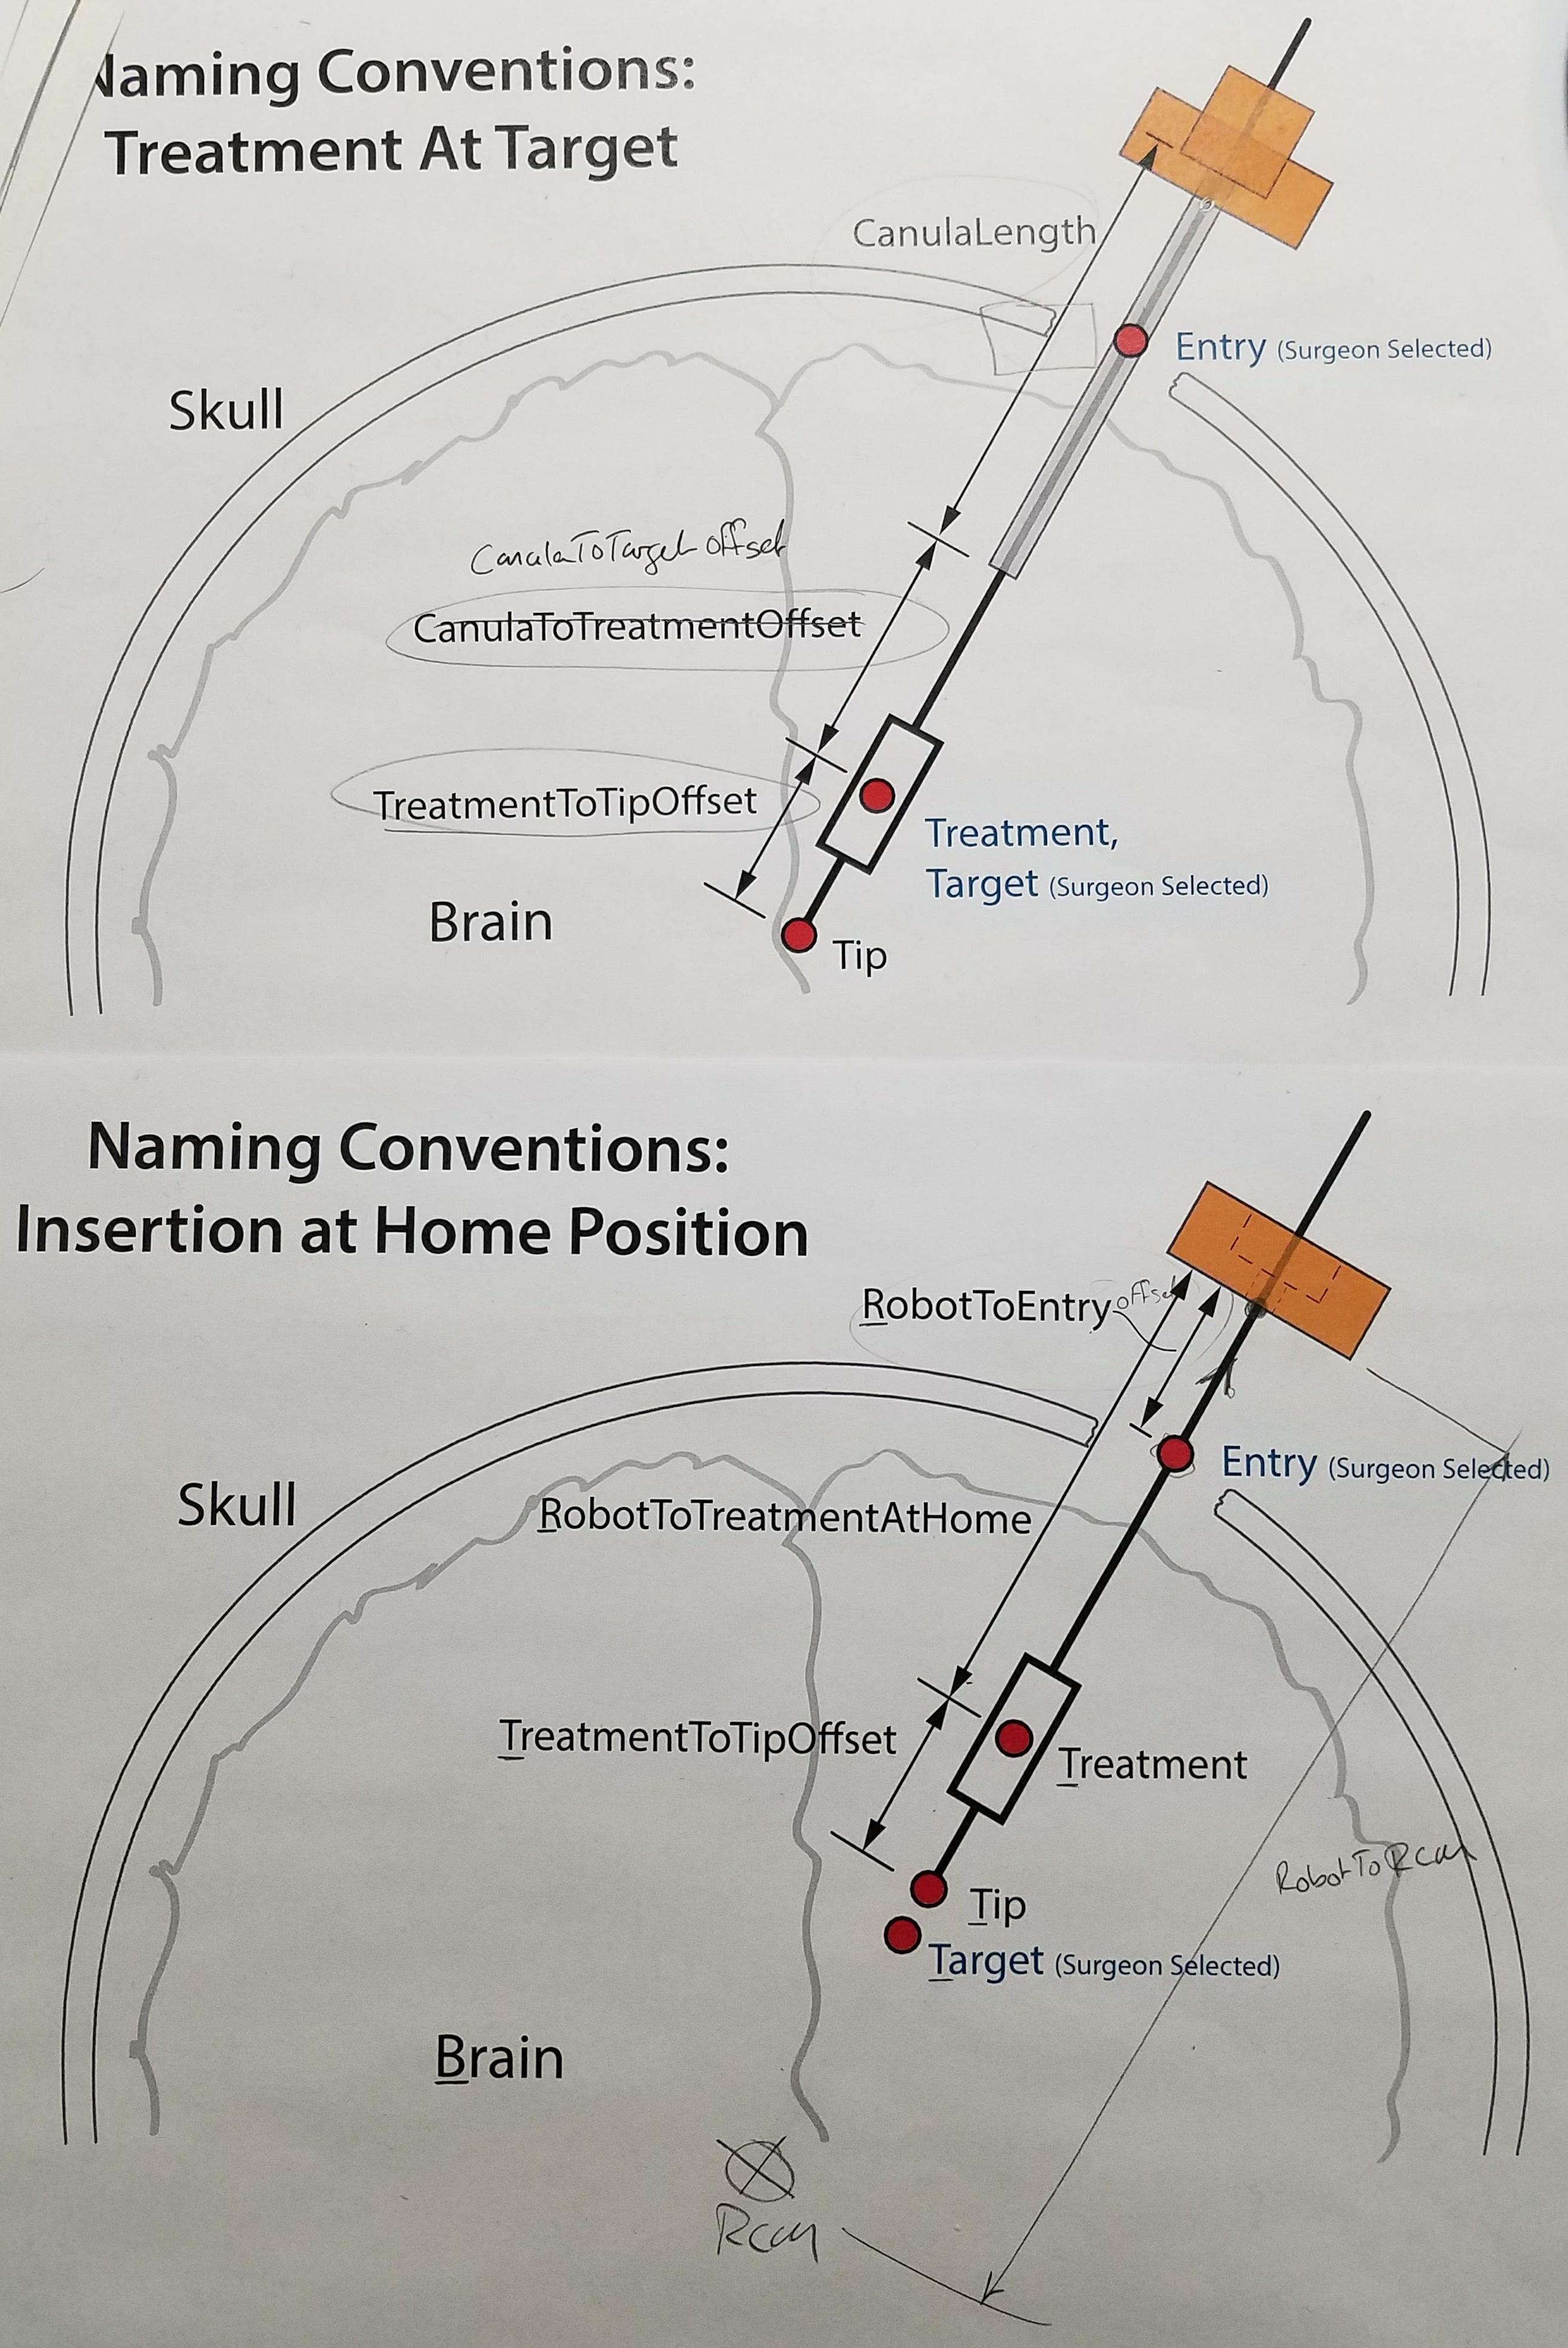 Naming Conventions:
Treatment At Target
CanulaLength
Entry (Surgeon Selected)
Skull
CanulaToTarget offset
CanulaToTreatmentOffset
TreatmentToTipOffset
Treatment,
Target (Surgeon Selected)
Brain
Tip
Naming Conventions:
Insertion at Home Position
RobotToEntry offset
Entry (Surgeon Selected)
Skull
RobotToTreatmentAtHome
TreatmentToTipOffset
Treatment
RobotToRcm
Tip
Target (Surgeon Selected)
Brain
Rcm